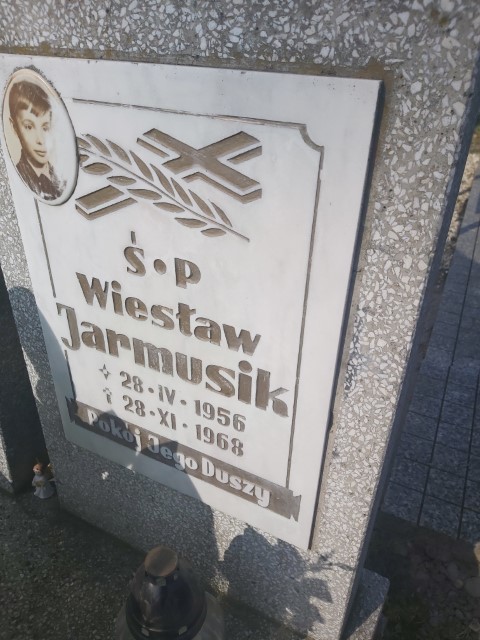 Ś.P
Wiesław
Jarmusik
* 28.IV.1956
† 28.XI.1968
Pokój Jego Duszy